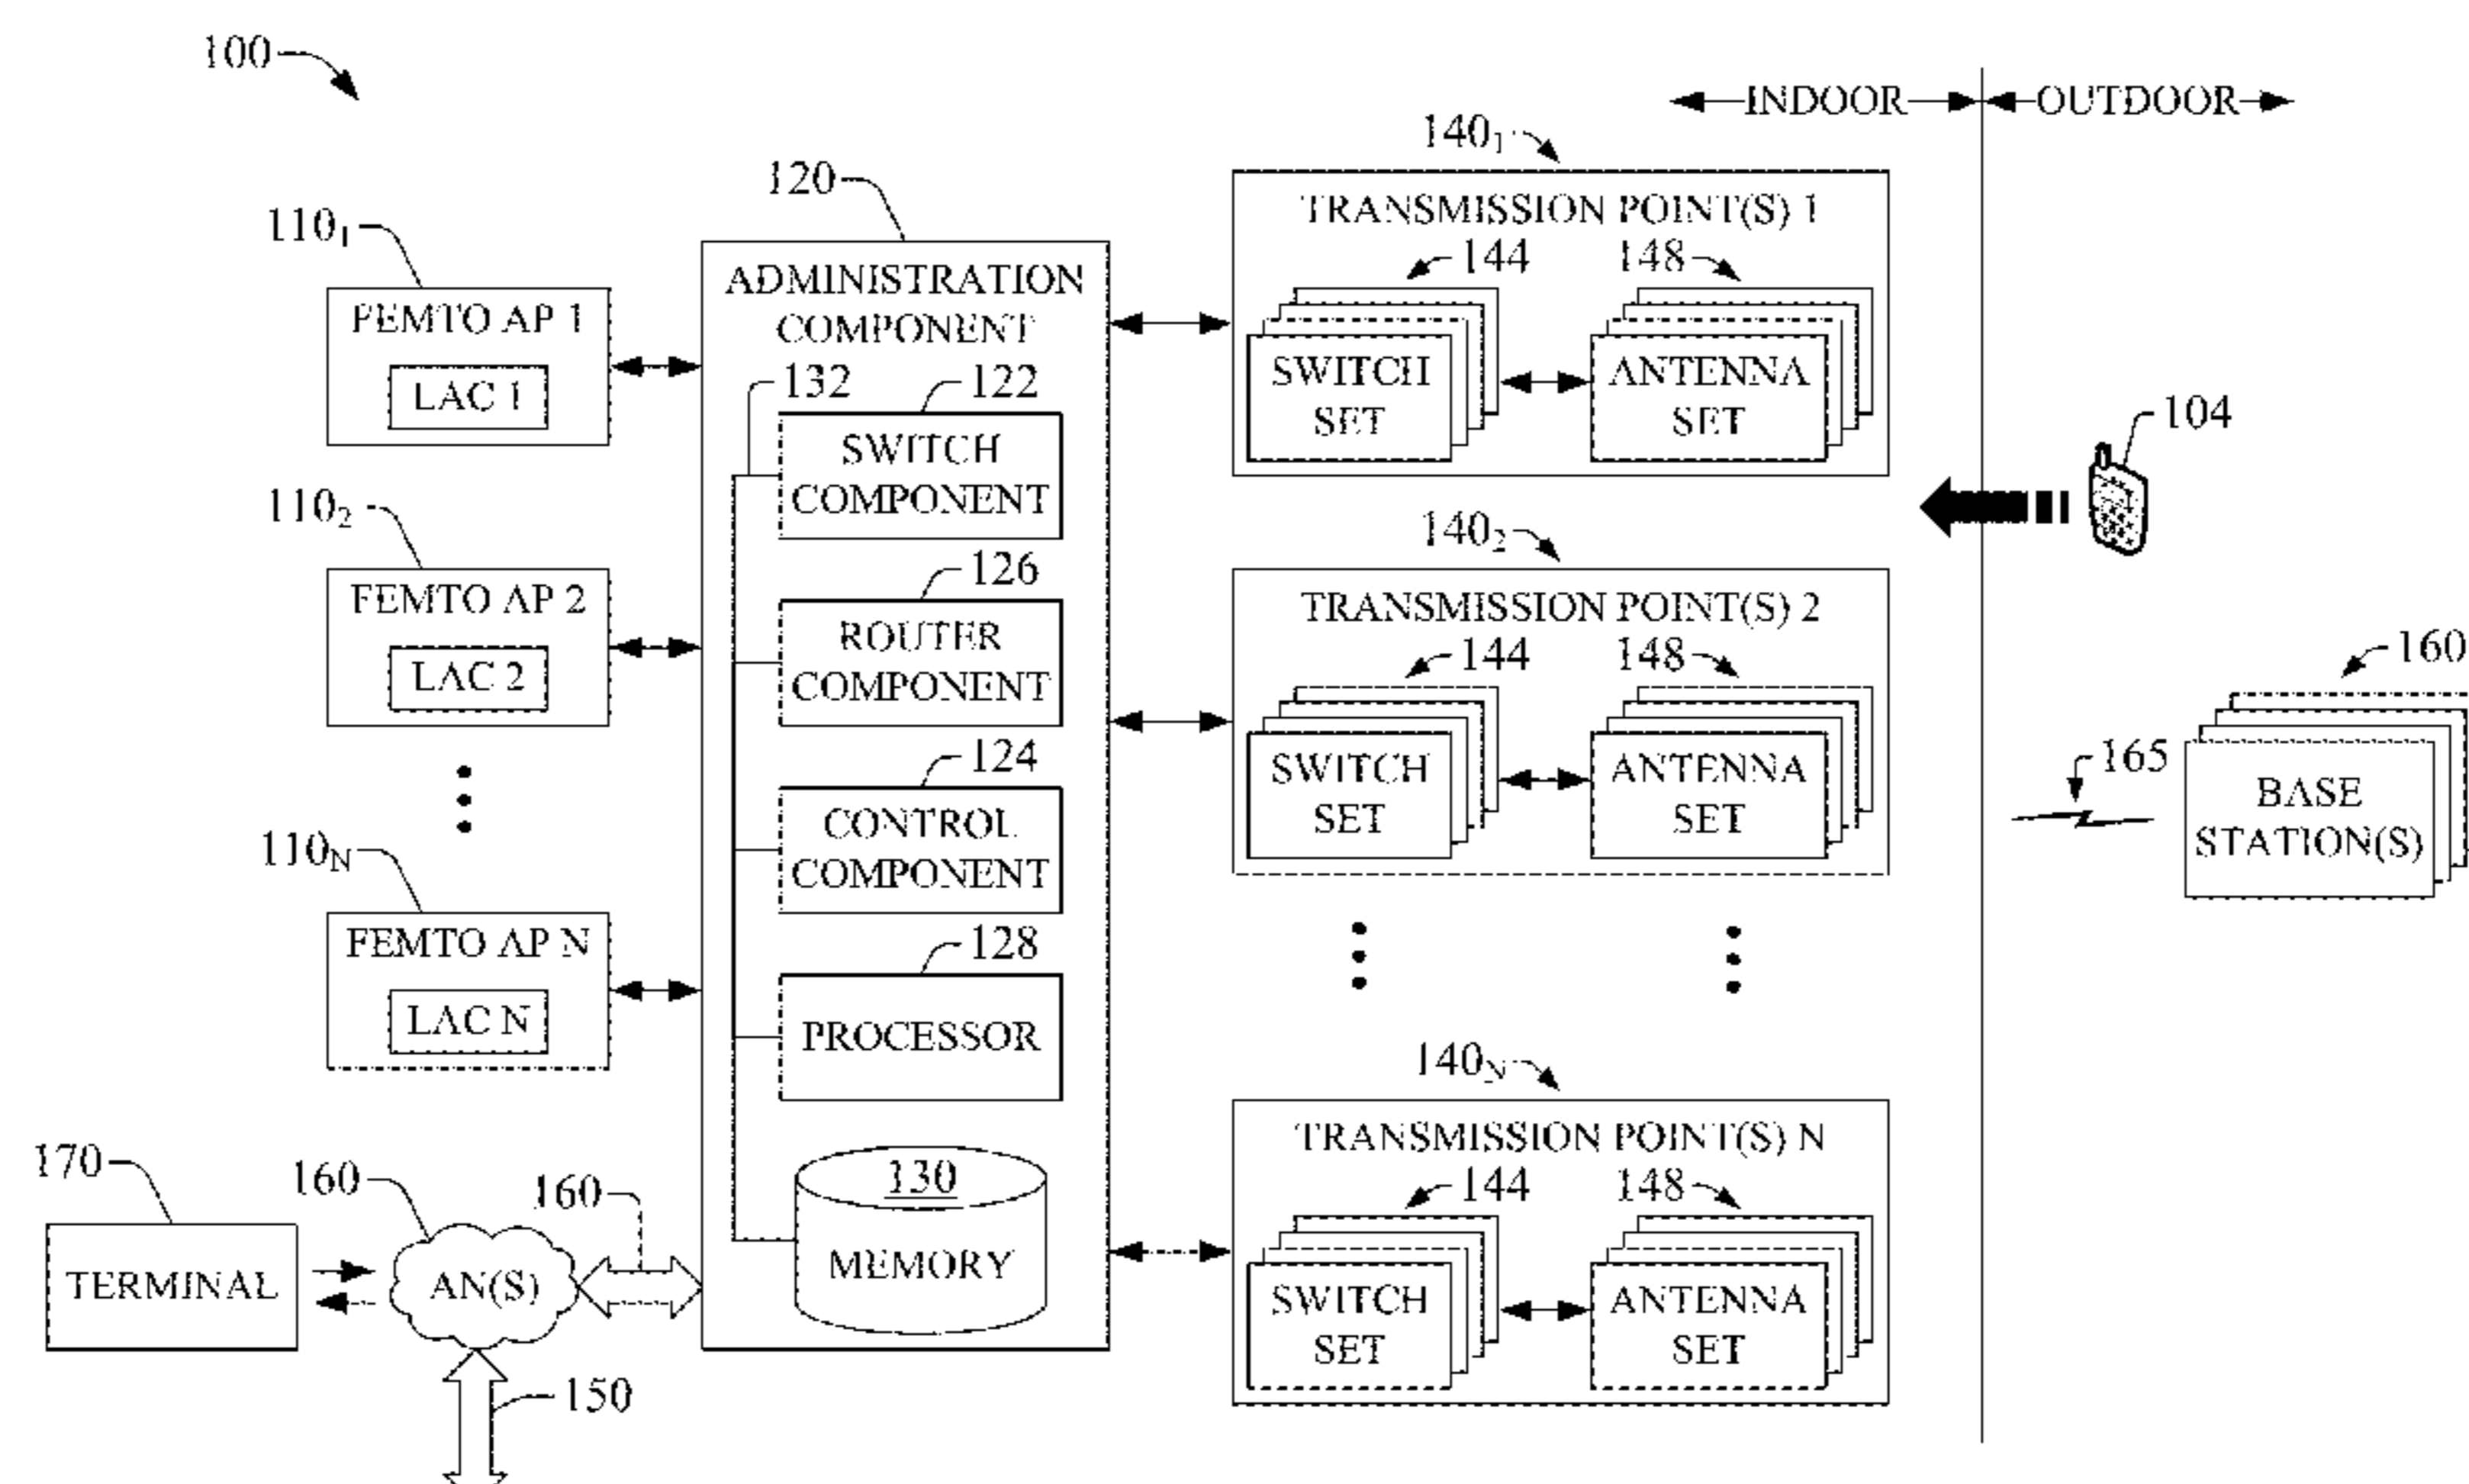 100
INDOOR
OUTDOOR
140₁
120
TRANSMISSION POINT(S) 1
110₁
144
148
ADMINISTRATION
COMPONENT
FEMTO AP 1
LAC 1
132
122
SWITCH
SET
ANTENNA
SET
104
SWITCH
COMPONENT
110₂
140₂
126
FEMTO AP 2
LAC 2
ROUTER
COMPONENT
TRANSMISSION POINT(S) 2
144
148
160
124
SWITCH
SET
ANTENNA
SET
165
BASE
STATION(S)
CONTROL
COMPONENT
110N
128
FEMTO AP N
LAC N
PROCESSOR
140N
TRANSMISSION POINT(S) N
170
160
160
130
MEMORY
144
148
TERMINAL
AN(S)
SWITCH
SET
ANTENNA
SET
150